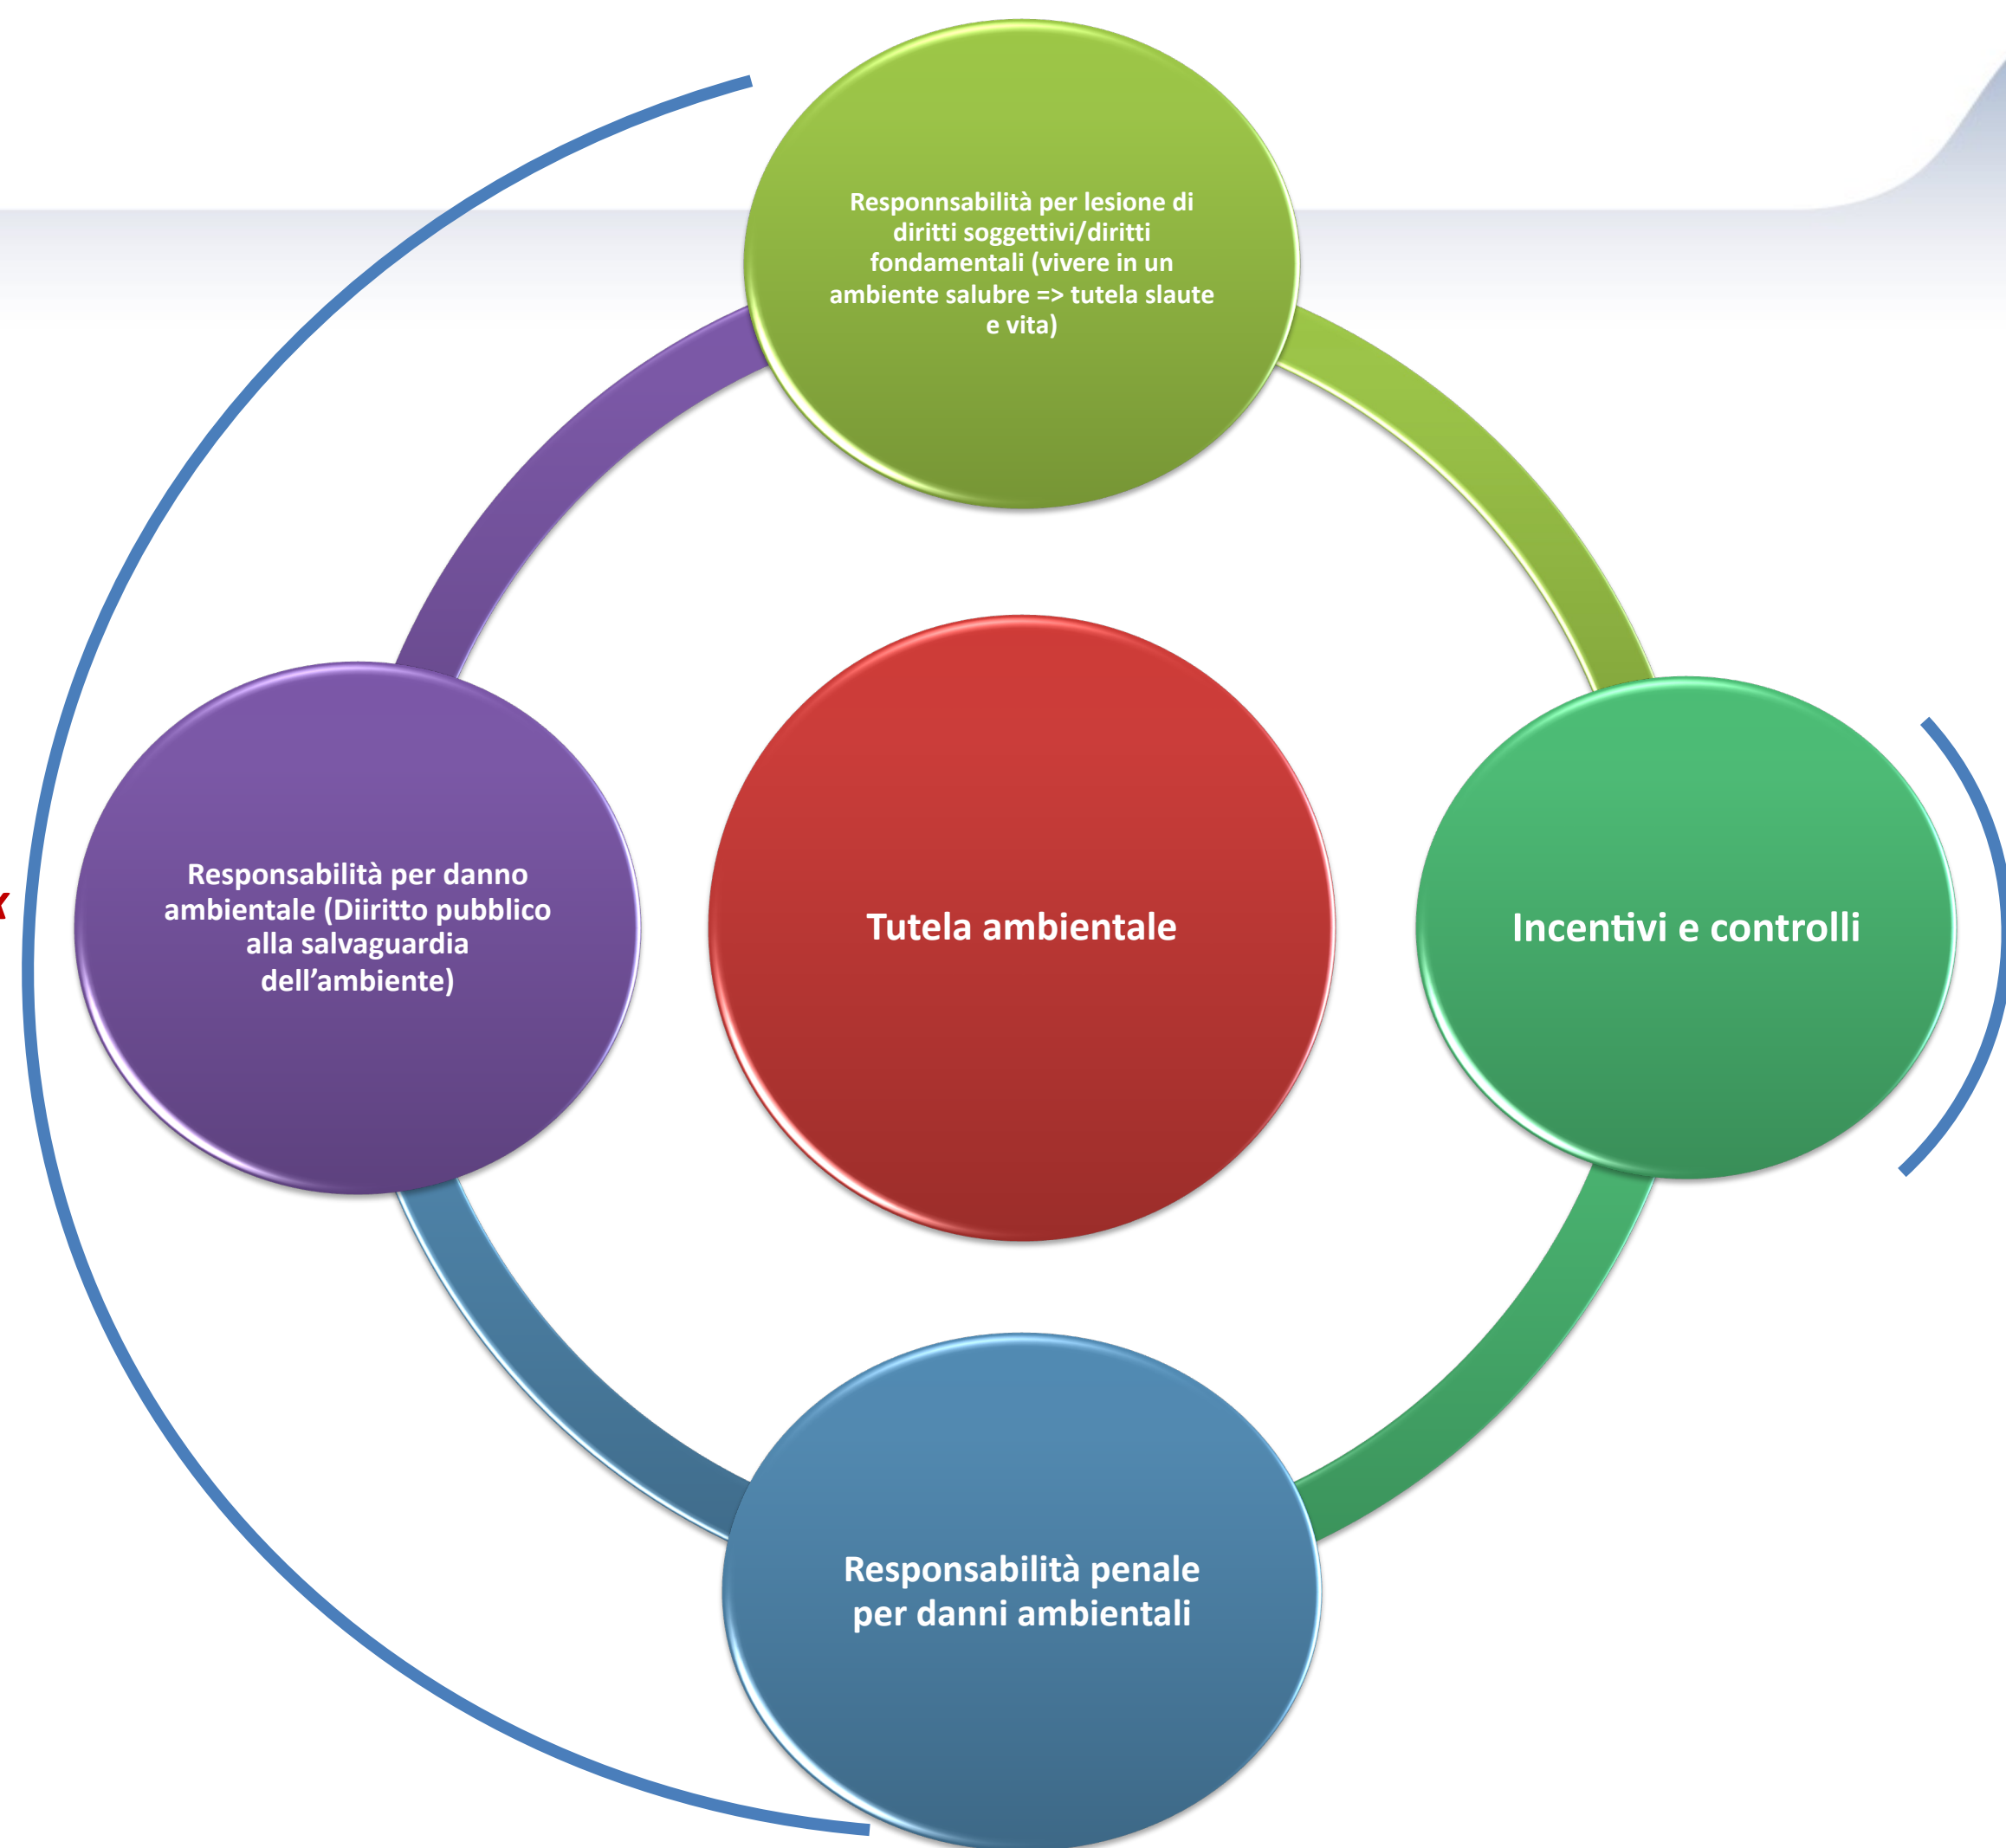 Responnsabilità per lesione di
diritti soggettivi/diritti
fondamentali (vivere in un
ambiente salubre => tutela slaute
e vita)
Responsabilità per danno
ambientale (Diiritto pubblico
alla salvaguardia
dell’ambiente)
Tutela ambientale
Incentivi e controlli
Responsabilità penale
per danni ambientali